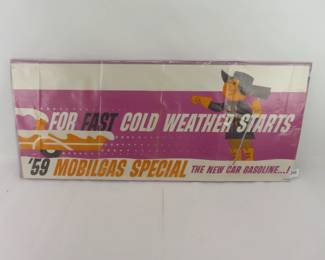 FOR FAST COLD WEATHER STARTS
'59 MOBILGAS SPECIAL THE NEW CAR GASOLINE...!